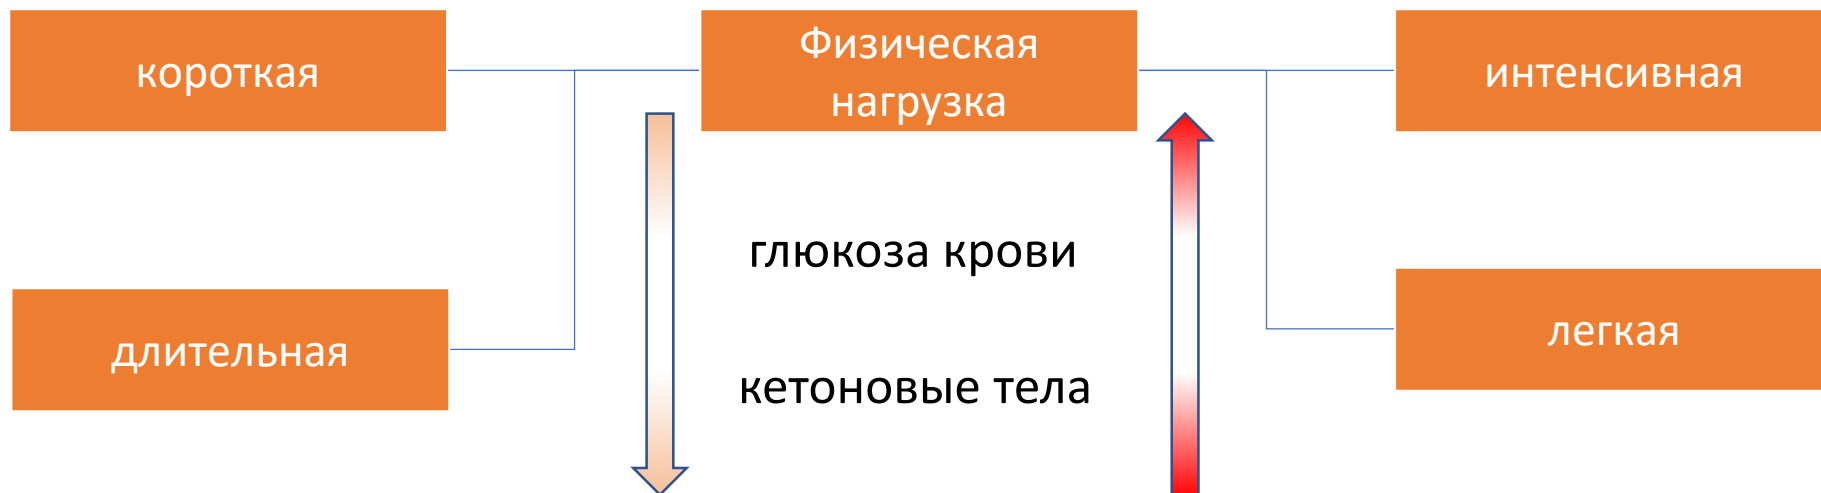 короткая
Физическая
нагрузка
интенсивная
глюкоза крови
длительная
легкая
кетоновые тела